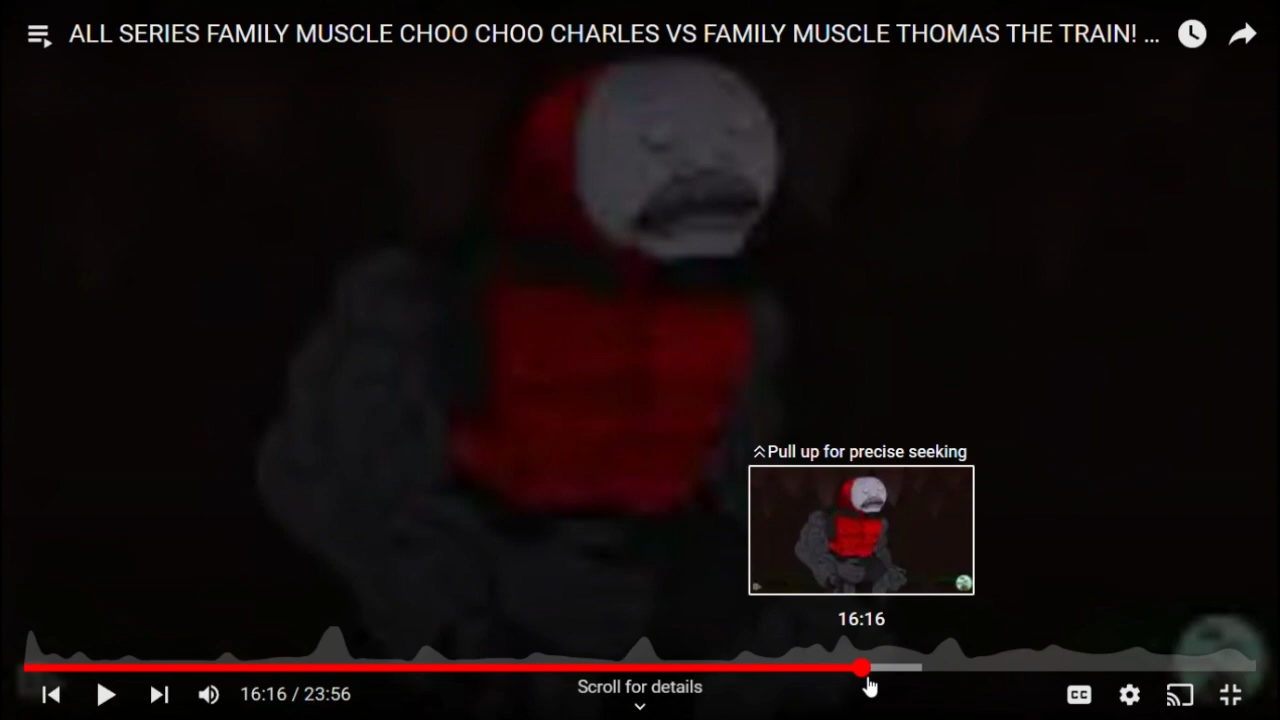 ALL SERIES FAMILY MUSCLE CHOO CHOO CHARLES VS FAMILY MUSCLE THOMAS THE TRAIN! ...
Pull up for precise seeking
16:16
16:16 / 23:56
Scroll for details
CC